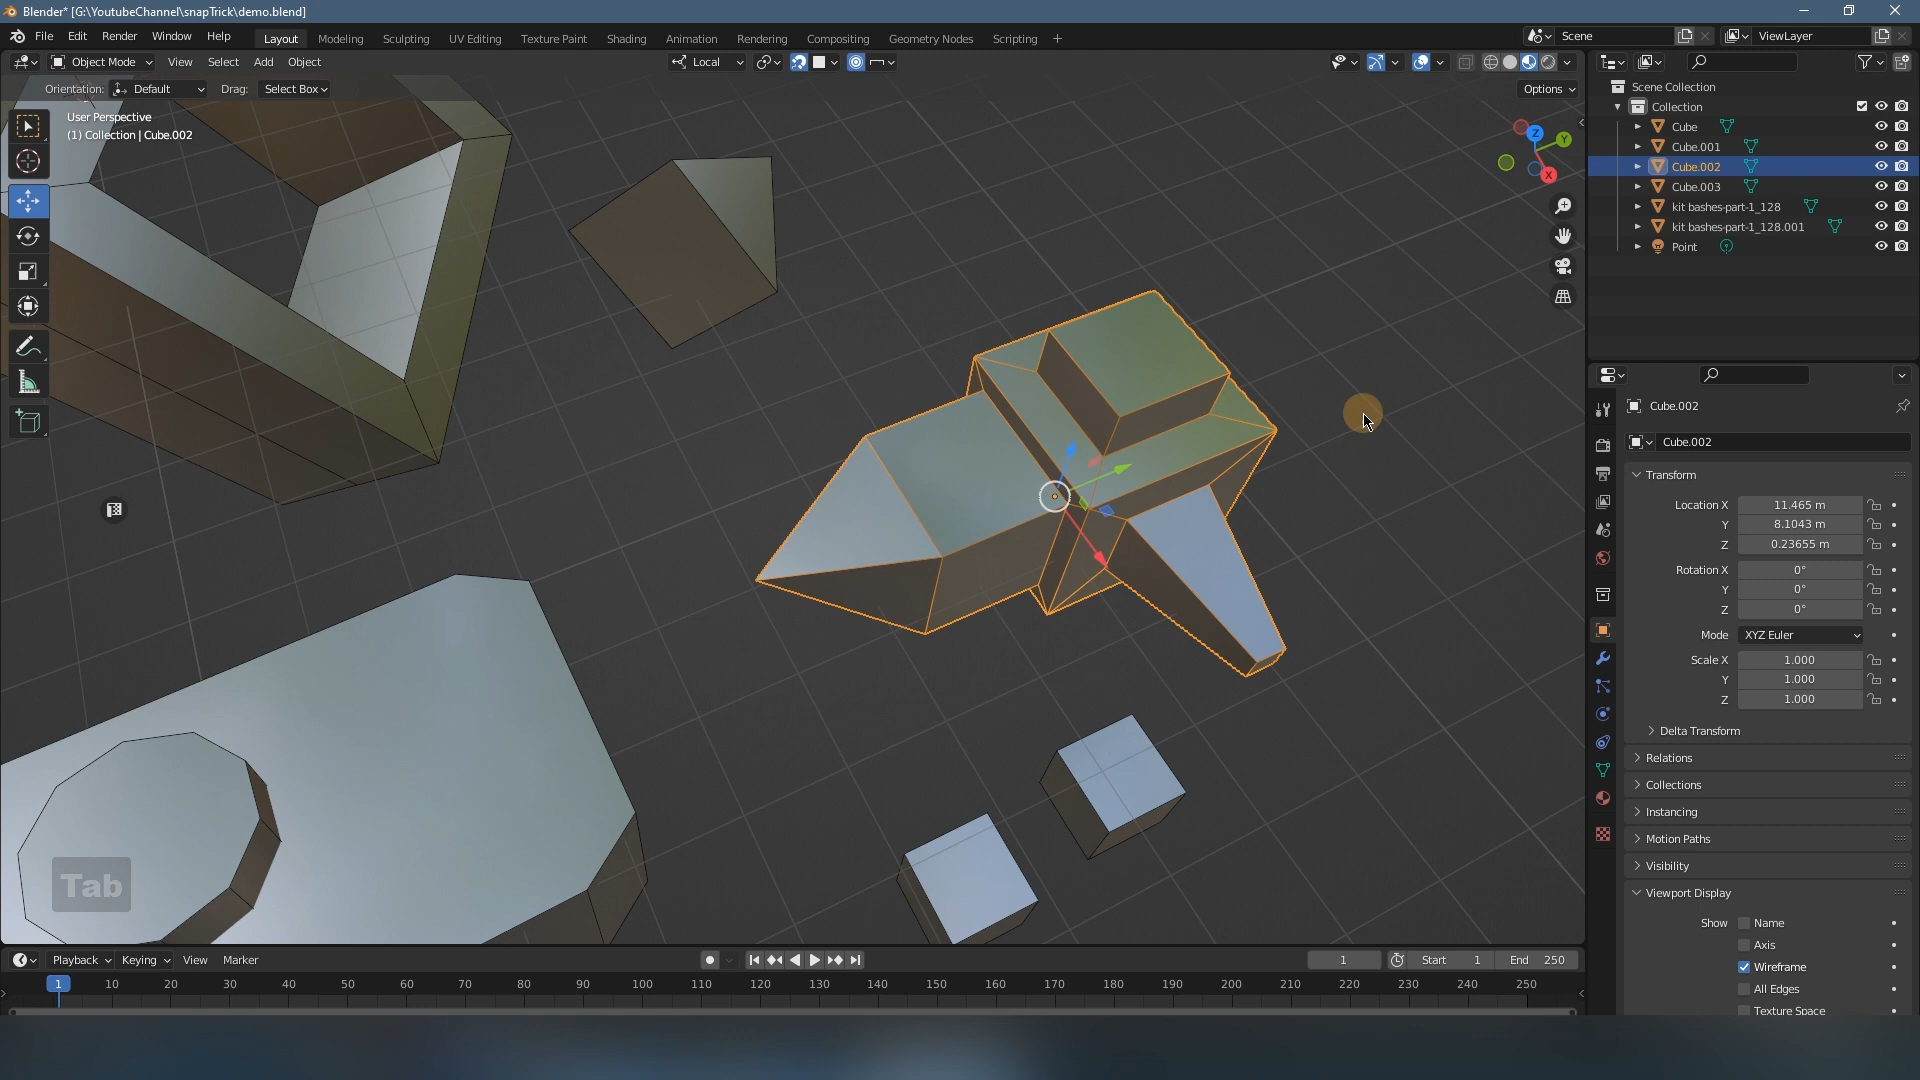 Blender* [G:\YoutubeChannel\snapTrick\demo.blend]
File Edit Render Window Help Layout Modeling Sculpting UV Editing Texture Paint Shading Animation Rendering Compositing Geometry Nodes Scripting + Scene ViewLayer
Object Mode View Select Add Object Local
Orientation: Default Drag: Select Box Options
User Perspective
(1) Collection | Cube.002
Z
Y
X
Tab
Scene Collection
Collection
Cube
Cube.001
Cube.002
Cube.003
kit bashes-part-1_128
kit bashes-part-1_128.001
Point
Cube.002
Cube.002
Transform
Location X 11.465 m
Y 8.1043 m
Z 0.23655 m
Rotation X 0°
Y 0°
Z 0°
Mode XYZ Euler
Scale X 1.000
Y 1.000
Z 1.000
Delta Transform
Relations
Collections
Instancing
Motion Paths
Visibility
Viewport Display
Show Name
Axis
Wireframe
All Edges
Texture Space
Playback Keying View Marker 1 Start 1 End 250
1 10 20 30 40 50 60 70 80 90 100 110 120 130 140 150 160 170 180 190 200 210 220 230 240 250